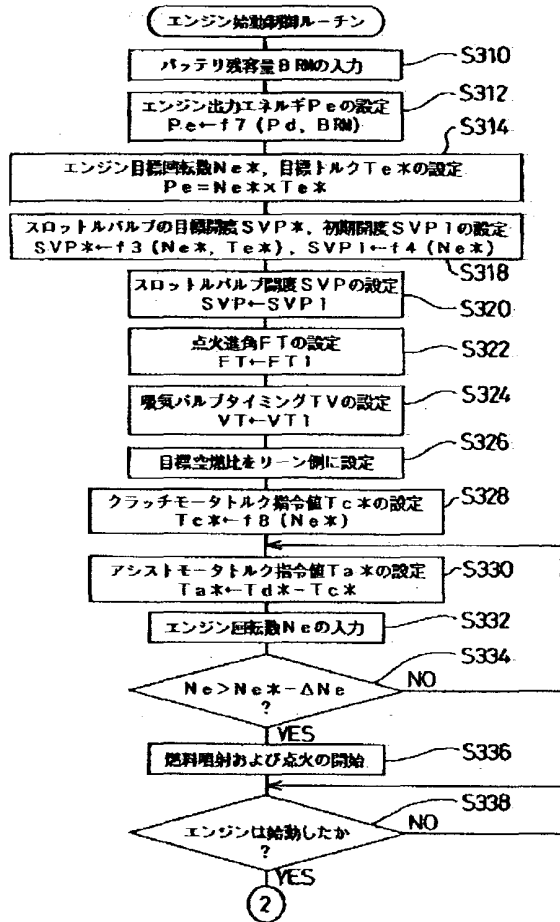 エンジン始動制御ルーチン
バッテリ残容量BRMの入力
S310
エンジン出力エネルギPeの設定
Pe←f7(Pd, BRM)
S312
エンジン目標回転数Ne*, 目標トルクTe*の設定
Pe=Ne*×Te*
S314
スロットルバルブの目標開度SVP*, 初期開度SVP1の設定
SVP*←f3(Ne*, Te*), SVP1←f4(Ne*)
S318
スロットルバルブ開度SVPの設定
SVP←SVP1
S320
点火進角FTの設定
FT←FT1
S322
吸気バルブタイミングTVの設定
VT←VT1
S324
目標空燃比をリーン側に設定
S326
クラッチモータトルク指令値Tc*の設定
Tc*←f8(Ne*)
S328
アシストモータトルク指令値Ta*の設定
Ta*←Td*-Tc*
S330
エンジン回転数Neの入力
S332
Ne>Ne*-ΔNe
?
S334
NO
YES
燃料噴射および点火の開始
S336
エンジンは始動したか
?
S338
NO
YES
2